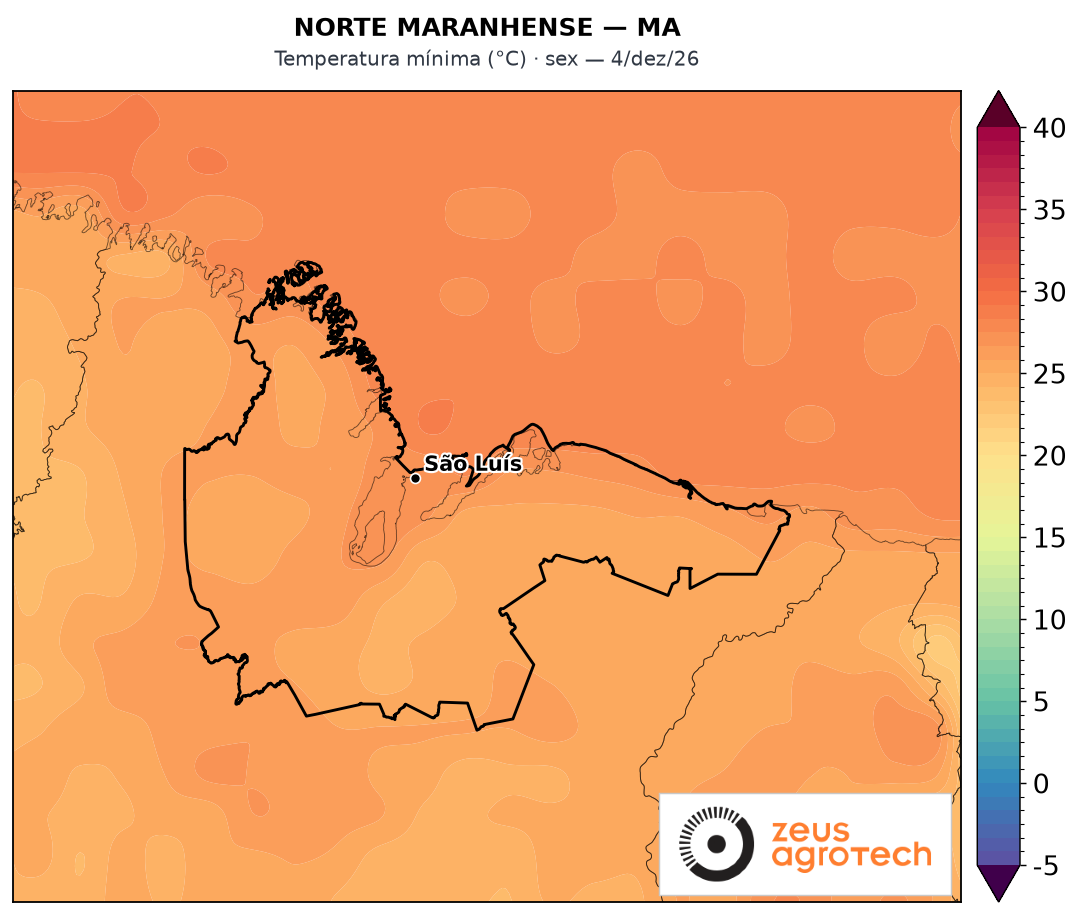 NORTE MARANHENSE — MA
Temperatura mínima (°C) · sex — 4/dez/26
São Luís
40
35
30
25
20
15
10
5
0
-5
zeus
agrotech